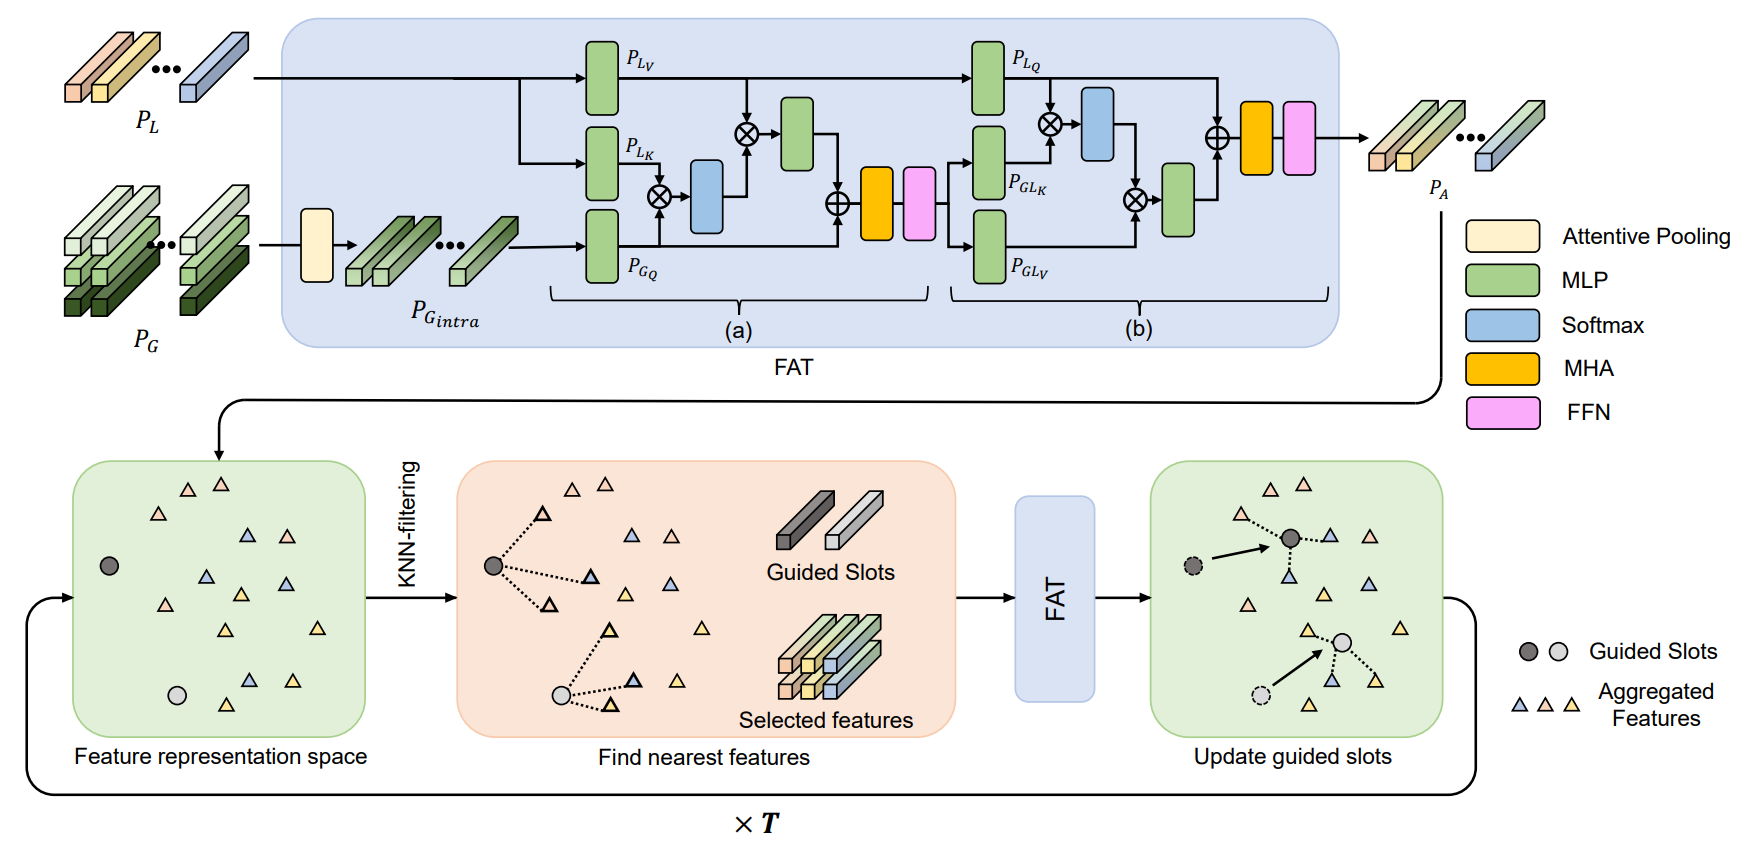 P_L
P_G
P_{G_{intra}}
P_{L_V}
P_{L_K}
P_{G_Q}
(a)
P_{L_Q}
P_{GL_K}
P_{GL_V}
(b)
FAT
P_A
Attentive Pooling
MLP
Softmax
MHA
FFN
Feature representation space
KNN-filtering
Guided Slots
Selected features
Find nearest features
FAT
Update guided slots
Guided Slots
Aggregated
Features
× T